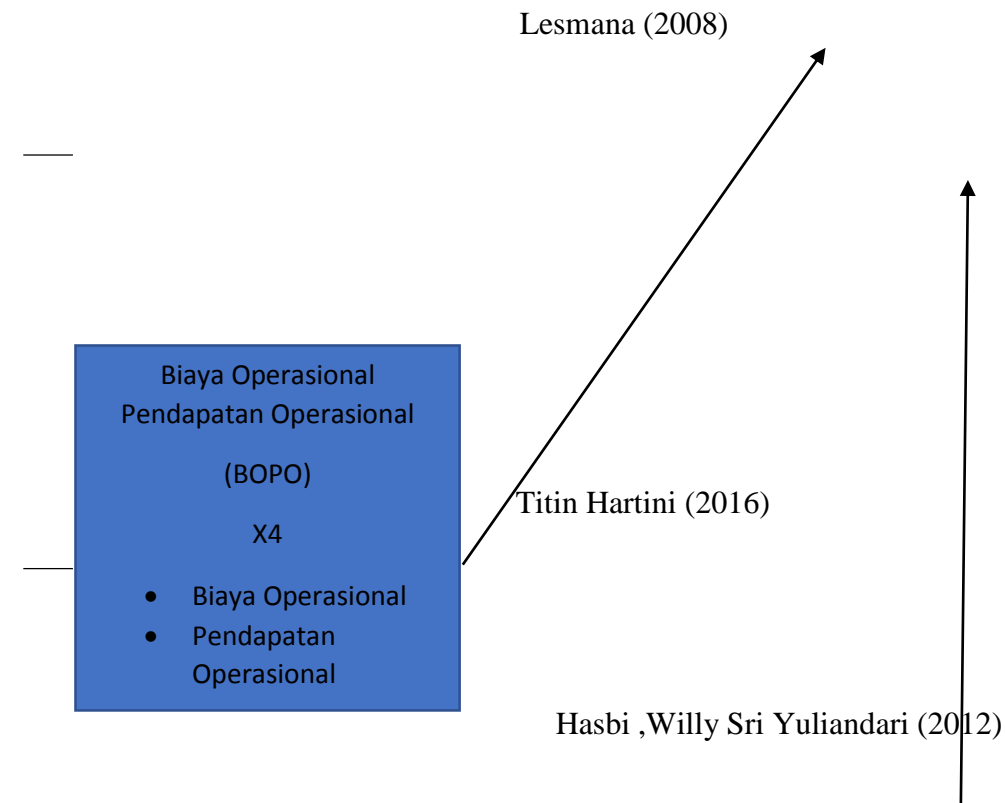 Lesmana (2008)
Biaya Operasional
Pendapatan Operasional
(BOPO)
X4
• Biaya Operasional
• Pendapatan
Operasional
Titin Hartini (2016)
Hasbi ,Willy Sri Yuliandari (2012)